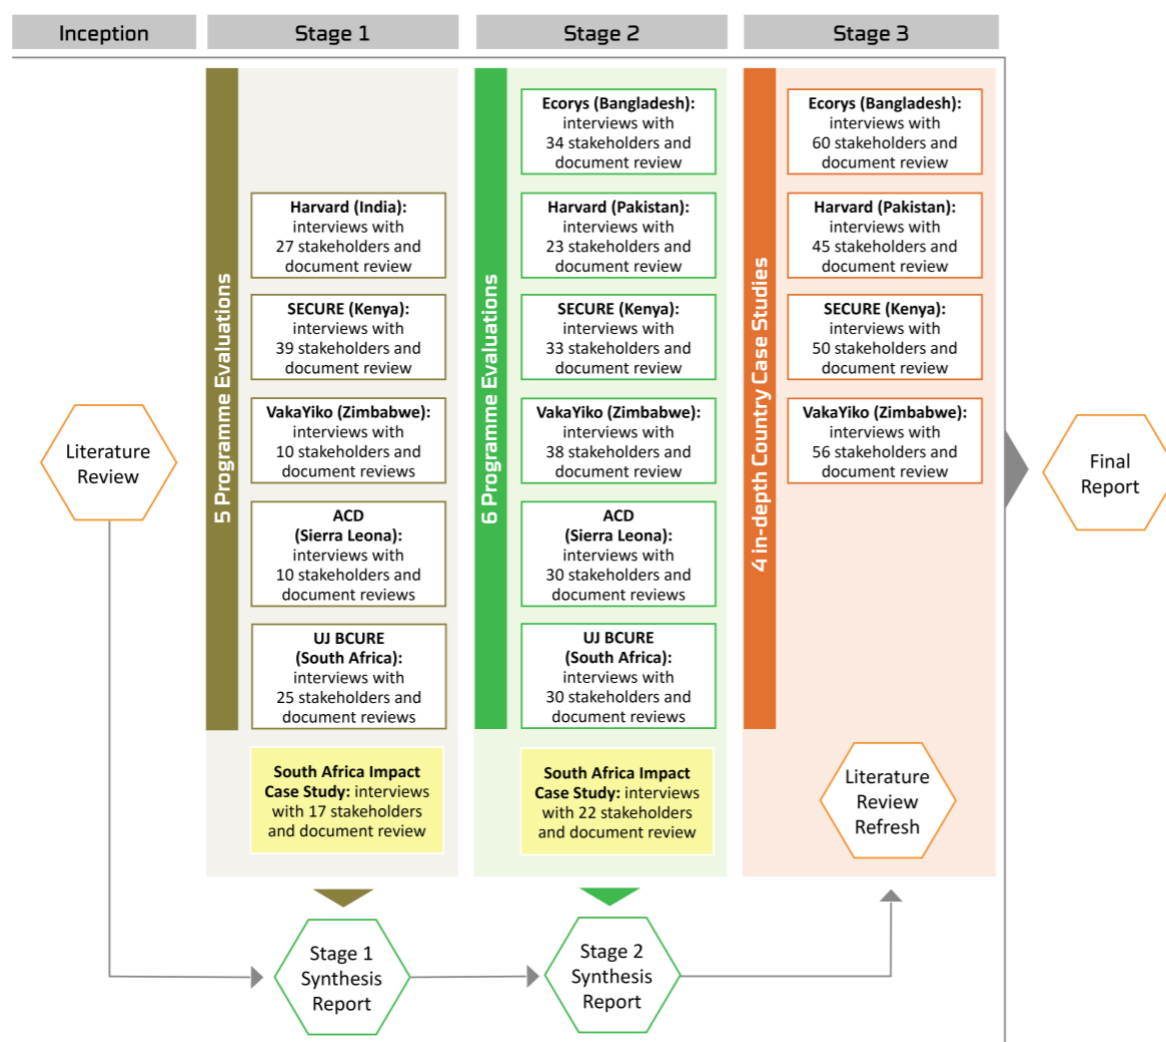 Inception
Stage 1
Stage 2
Stage 3
Literature
Review
5 Programme Evaluations
Harvard (India):
interviews with
27 stakeholders and
document review
SECURE (Kenya):
interviews with
39 stakeholders and
document review
VakaYiko (Zimbabwe):
interviews with
10 stakeholders and
document reviews
ACD
(Sierra Leona):
interviews with
10 stakeholders and
document reviews
UJ BCURE
(South Africa):
interviews with
25 stakeholders and
document reviews
South Africa Impact
Case Study: interviews
with 17 stakeholders
and document review
Stage 1
Synthesis
Report
6 Programme Evaluations
Ecorys (Bangladesh):
interviews with
34 stakeholders and
document review
Harvard (Pakistan):
interviews with
23 stakeholders and
document review
SECURE (Kenya):
interviews with
33 stakeholders and
document review
VakaYiko (Zimbabwe):
interviews with
38 stakeholders and
document review
ACD
(Sierra Leona):
interviews with
30 stakeholders and
document reviews
UJ BCURE
(South Africa):
interviews with
30 stakeholders and
document reviews
South Africa Impact
Case Study: interviews
with 22 stakeholders
and document review
Stage 2
Synthesis
Report
4 in-depth Country Case Studies
Ecorys (Bangladesh):
interviews with
60 stakeholders and
document review
Harvard (Pakistan):
interviews with
45 stakeholders and
document review
SECURE (Kenya):
interviews with
50 stakeholders and
document review
VakaYiko (Zimbabwe):
interviews with
56 stakeholders and
document review
Literature
Review
Refresh
Final
Report